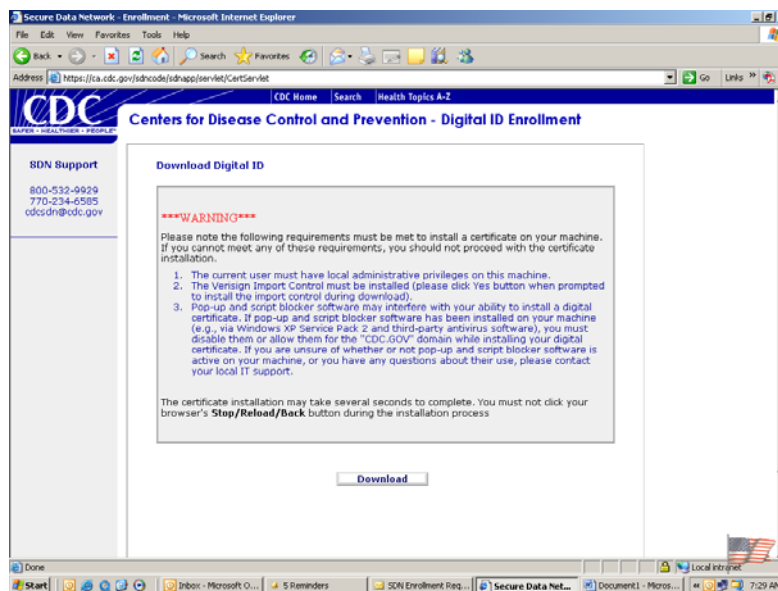 Secure Data Network - Enrollment - Microsoft Internet Explorer
File Edit View Favorites Tools Help
Back Search Favorites
Address https://ca.cdc.gov/sdncode/sdnapp/servlet/CertServlet Go Links »
CDC Home Search Health Topics A-Z
CDC
SAFER • HEALTHIER • PEOPLE™
Centers for Disease Control and Prevention - Digital ID Enrollment
SDN Support
800-532-9929
770-234-6585
cdcsdn@cdc.gov
Download Digital ID
***WARNING***
Please note the following requirements must be met to install a certificate on your machine.
If you cannot meet any of these requirements, you should not proceed with the certificate
installation.
1. The current user must have local administrative privileges on this machine.
2. The Verisign Import Control must be installed (please click Yes button when prompted
to install the import control during download).
3. Pop-up and script blocker software may interfere with your ability to install a digital
certificate. If pop-up and script blocker software has been installed on your machine
(e.g., via Windows XP Service Pack 2 and third-party antivirus software), you must
disable them or allow them for the "CDC.GOV" domain while installing your digital
certificate. If you are unsure of whether or not pop-up and script blocker software is
active on your machine, or you have any questions about their use, please contact
your local IT support.
The certificate installation may take several seconds to complete. You must not click your
browser's Stop/Reload/Back button during the installation process
Download
Done Local intranet
Start Inbox - Microsoft O... 5 Reminders SDN Enrollment Req... Secure Data Net... Document1 - Micros... « 7:29 AM